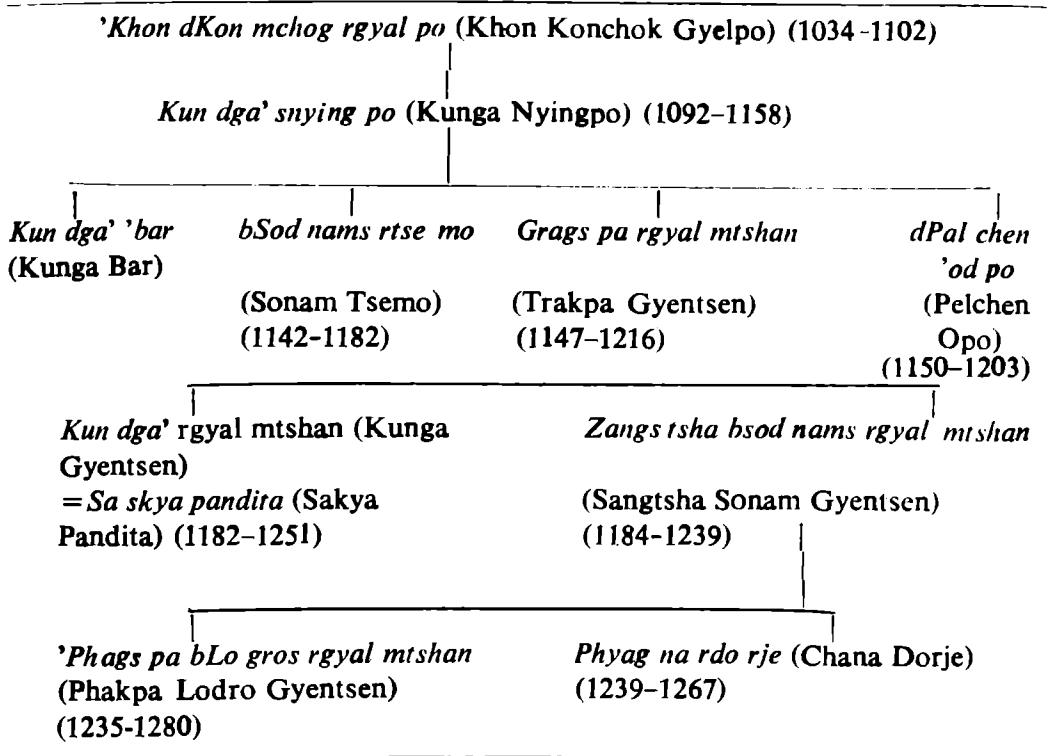 'Khon dKon mchog rgyal po (Khon Konchok Gyelpo) (1034-1102)
Kun dga' snying po (Kunga Nyingpo) (1092–1158)
Kun dga' 'bar
(Kunga Bar)
bSod nams rtse mo
(Sonam Tsemo)
(1142-1182)
Grags pa rgyal mtshan
(Trakpa Gyentsen)
(1147-1216)
dPal chen
'od po
(Pelchen
Opo)
(1150–1203)
Kun dga' rgyal mtshan (Kunga
Gyentsen)
=Sa skya pandita (Sakya
Pandita) (1182–1251)
Zangs tsha bsod nams rgyal mtshan
(Sangtsha Sonam Gyentsen)
(1184-1239)
'Phags pa bLo gros rgyal mtshan
(Phakpa Lodro Gyentsen)
(1235-1280)
Phyag na rdo rje (Chana Dorje)
(1239–1267)